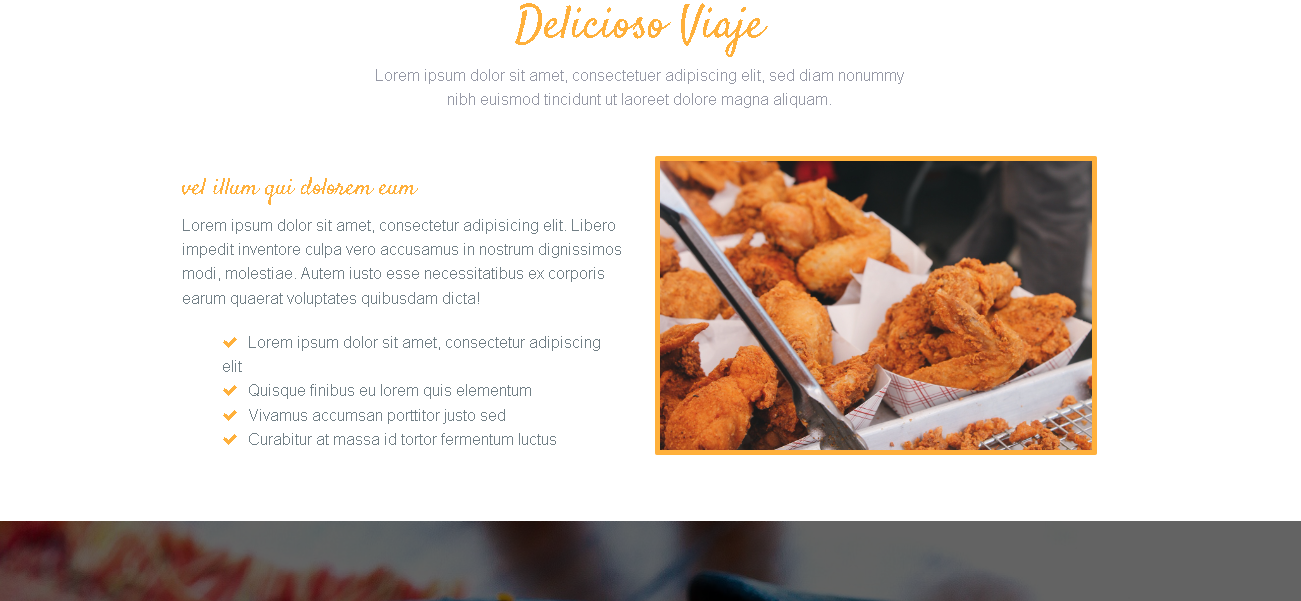 Delicioso Viaje
Lorem ipsum dolor sit amet, consectetuer adipiscing elit, sed diam nonummy
nibh euismod tincidunt ut laoreet dolore magna aliquam.
vel illum qui dolorem eum
Lorem ipsum dolor sit amet, consectetur adipisicing elit. Libero
impedit inventore culpa vero accusamus in nostrum dignissimos
modi, molestiae. Autem iusto esse necessitatibus ex corporis
earum quaerat voluptates quibusdam dicta!
Lorem ipsum dolor sit amet, consectetur adipiscing
elit
Quisque finibus eu lorem quis elementum
Vivamus accumsan porttitor justo sed
Curabitur at massa id tortor fermentum luctus